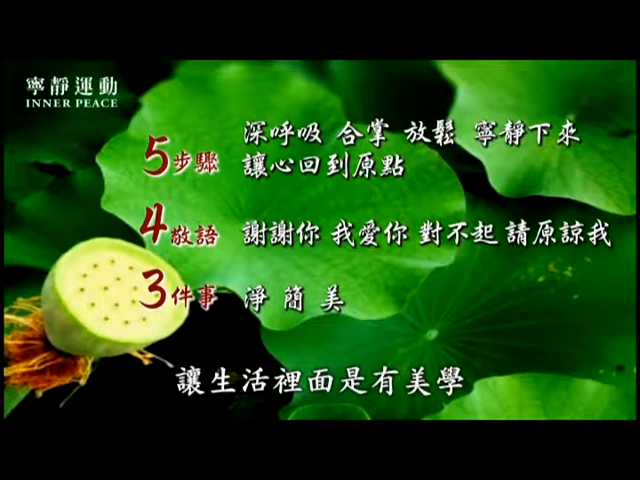 寧靜運動
INNER PEACE
5步驟 深呼吸 合掌 放鬆 寧靜下來
讓心回到原點
4敬語 謝謝你 我愛你 對不起 請原諒我
3件事 淨 簡 美
讓生活裡面是有美學